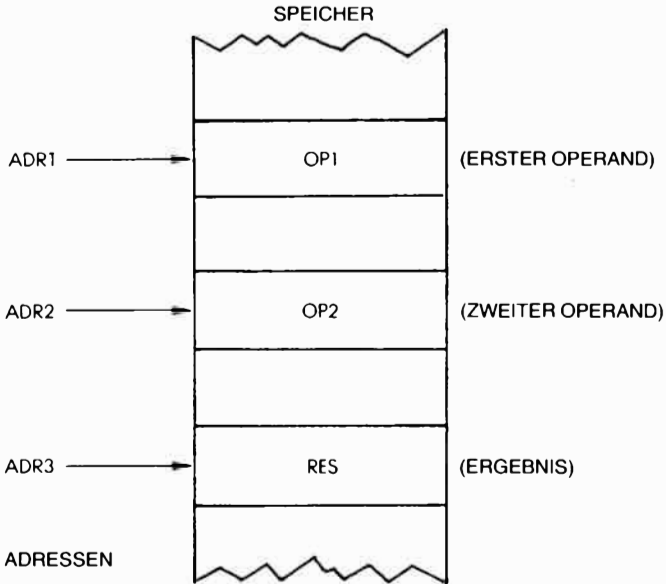 SPEICHER
ADR1 OP1 (ERSTER OPERAND)
ADR2 OP2 (ZWEITER OPERAND)
ADR3 RES (ERGEBNIS)
ADRESSEN